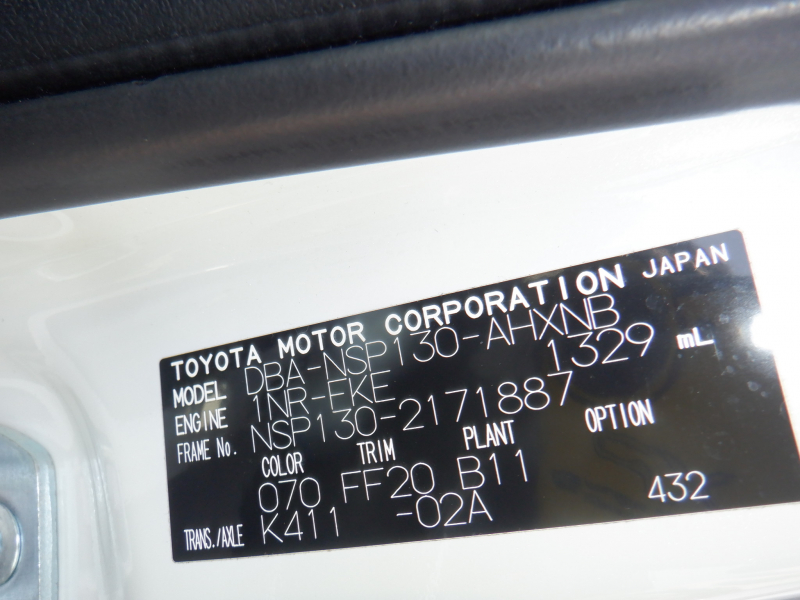 TOYOTA MOTOR CORPORATION JAPAN
MODEL DBA-NSP130-AHXNB
ENGINE 1NR-FKE 1329 mL
FRAME No. NSP130-2171887
COLOR TRIM PLANT OPTION
070 FF20 B11
TRANS./AXLE K411 -02A 432